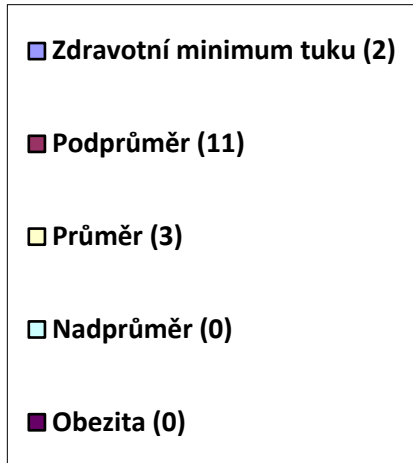 Zdravotní minimum tuku (2)
Podprůměr (11)
Průměr (3)
Nadprůměr (0)
Obezita (0)